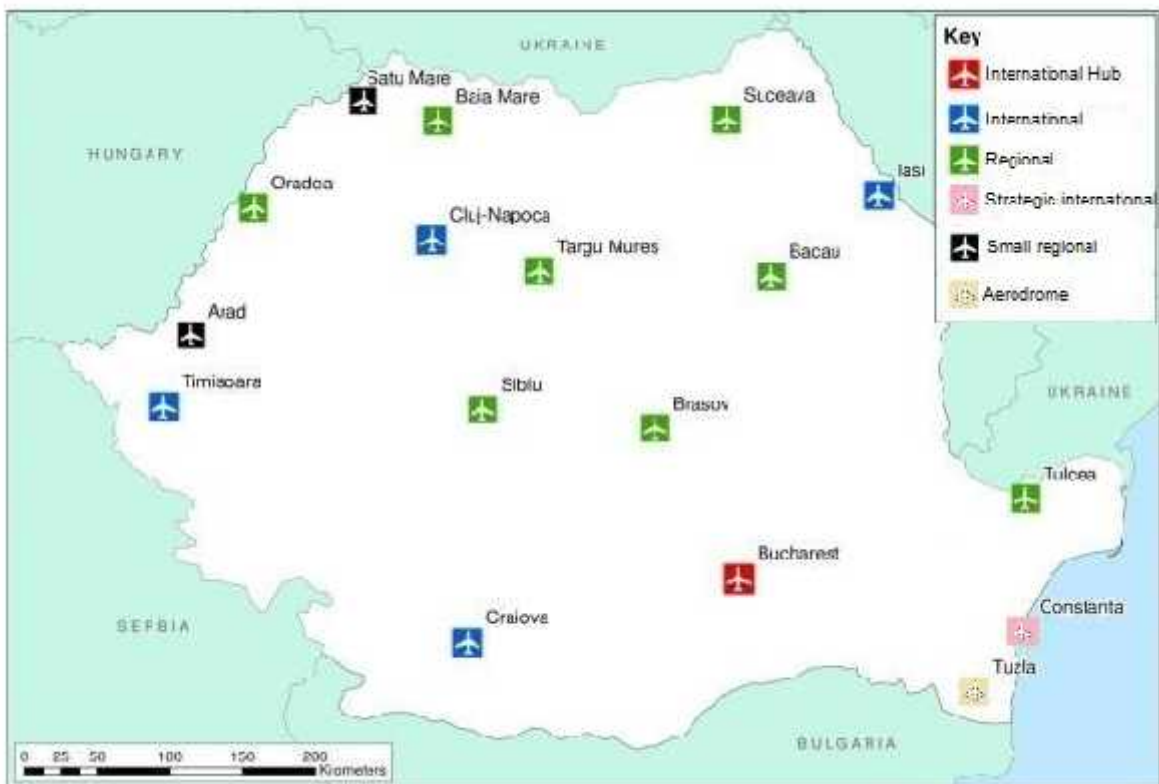 UKRAINE
Key
International Hub
International
Regional
Strategic international
Small regional
Aerodrome
Satu Mare
Baia Mare
Suceava
HUNGARY
Iasi
Oradea
Cluj-Napoca
Targu Mures
Bacau
Arad
Timisoara
Sibiu
Brasov
UKRAINE
Tulcea
Bucharest
Constanta
Craiova
SERBIA
Tuzla
BULGARIA
0 25 50 100 150 200
Kilometers